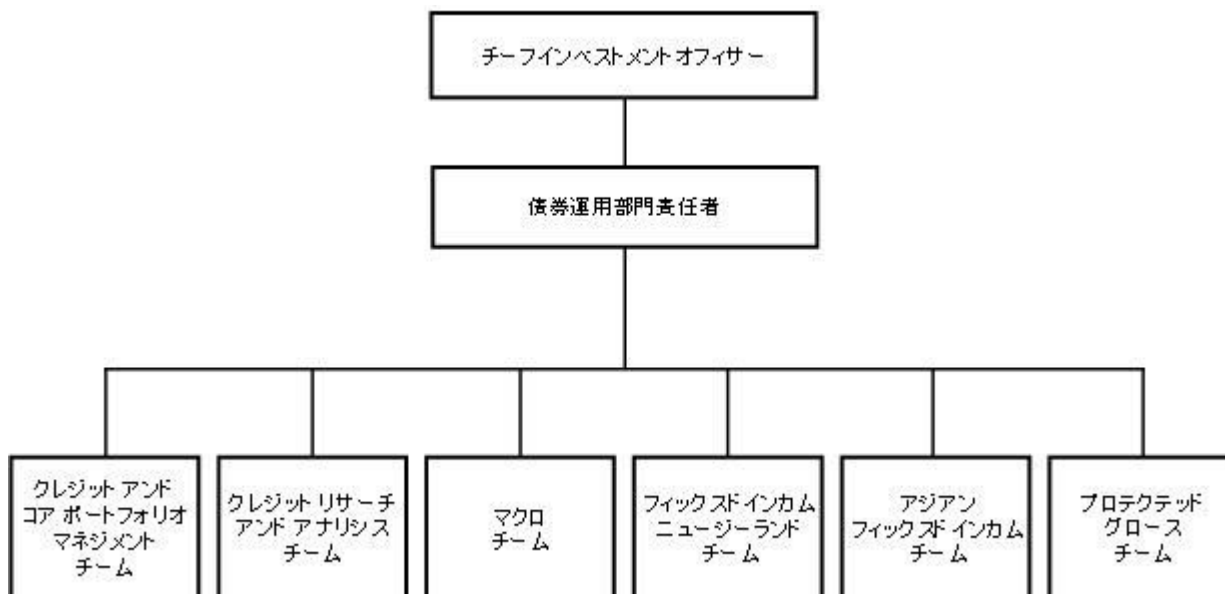 チーフインベストメントオフィサー
債券運用部門責任者
クレジット アンド
コア ポートフォリオ
マネジメント
チーム
クレジット リサーチ
アンド アナリシス
チーム
マクロ
チーム
フィックスド インカム
ニュージーランド
チーム
アジアン
フィックスド インカム
チーム
プロテクテッド
グロース
チーム